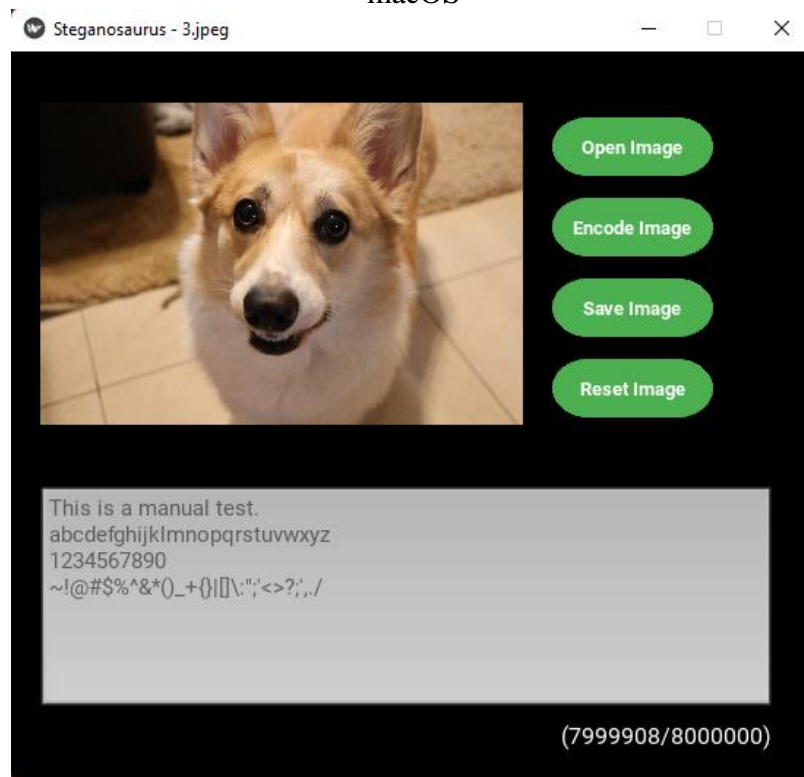 macOS
Steganosaurus - 3.jpeg
Open Image
Encode Image
Save Image
Reset Image
This is a manual test.
abcdefghijklmnopqrstuvwxyz
1234567890
~!@#$%^&*()_+{}|[]\:";'<>?;',./
(7999908/8000000)